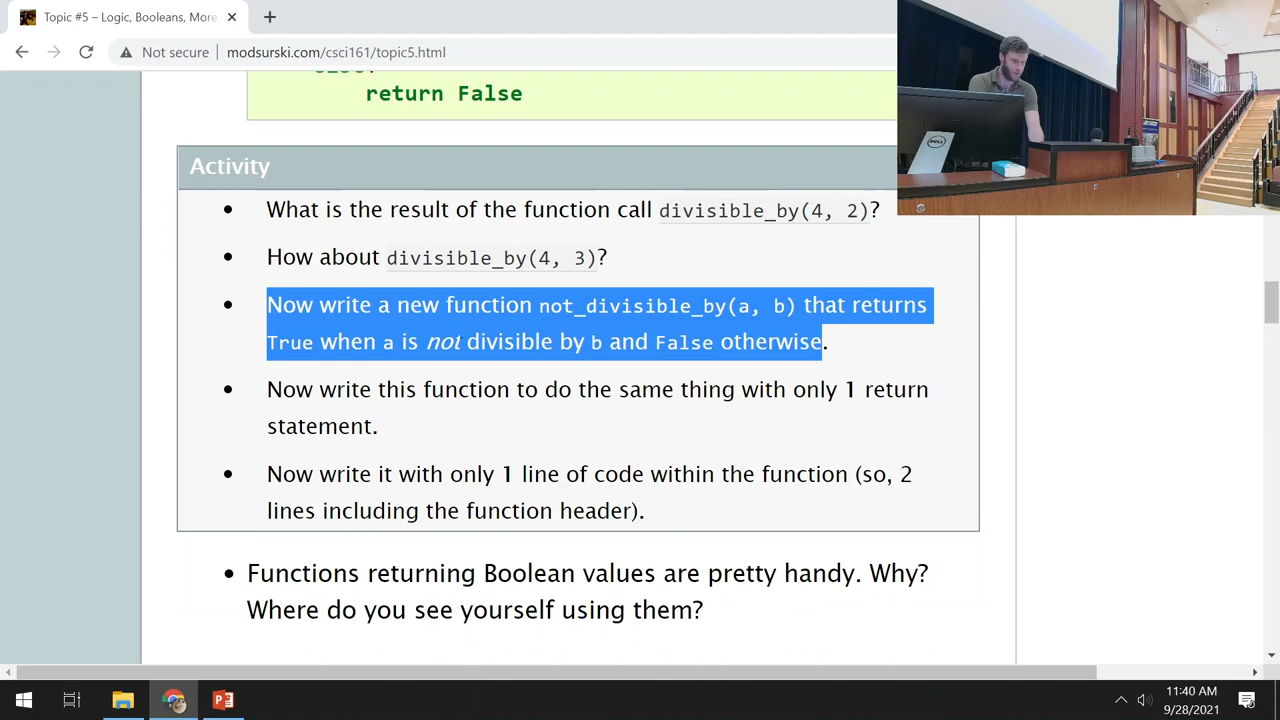 Topic #5 – Logic, Booleans, More
Not secure
modsurski.com/csci161/topic5.html
return False
Activity
• What is the result of the function call divisible_by(4, 2)?
• How about divisible_by(4, 3)?
• Now write a new function not_divisible_by(a, b) that returns
True when a is not divisible by b and False otherwise.
• Now write this function to do the same thing with only 1 return
statement.
• Now write it with only 1 line of code within the function (so, 2
lines including the function header).
• Functions returning Boolean values are pretty handy. Why?
Where do you see yourself using them?
DELL
11:40 AM
9/28/2021